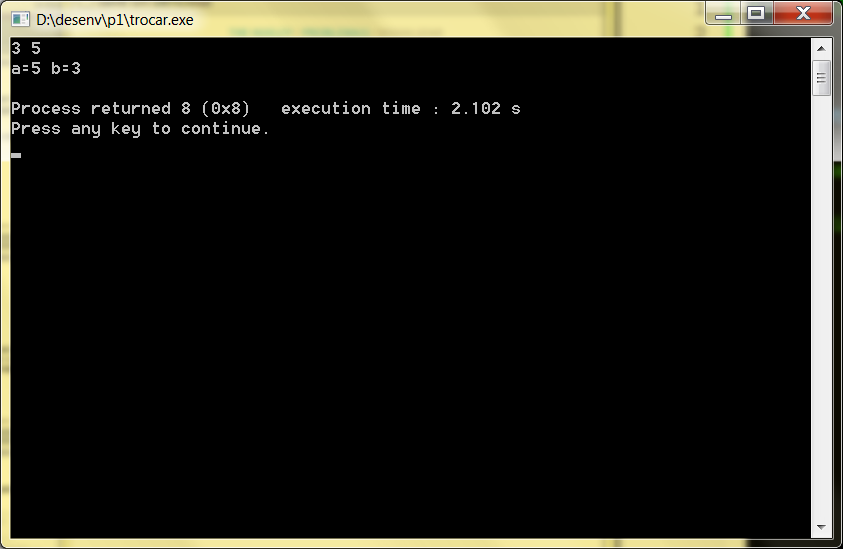 D:\desenv\p1\trocar.exe
3 5
a=5 b=3
Process returned 8 (0x8)   execution time : 2.102 s
Press any key to continue.